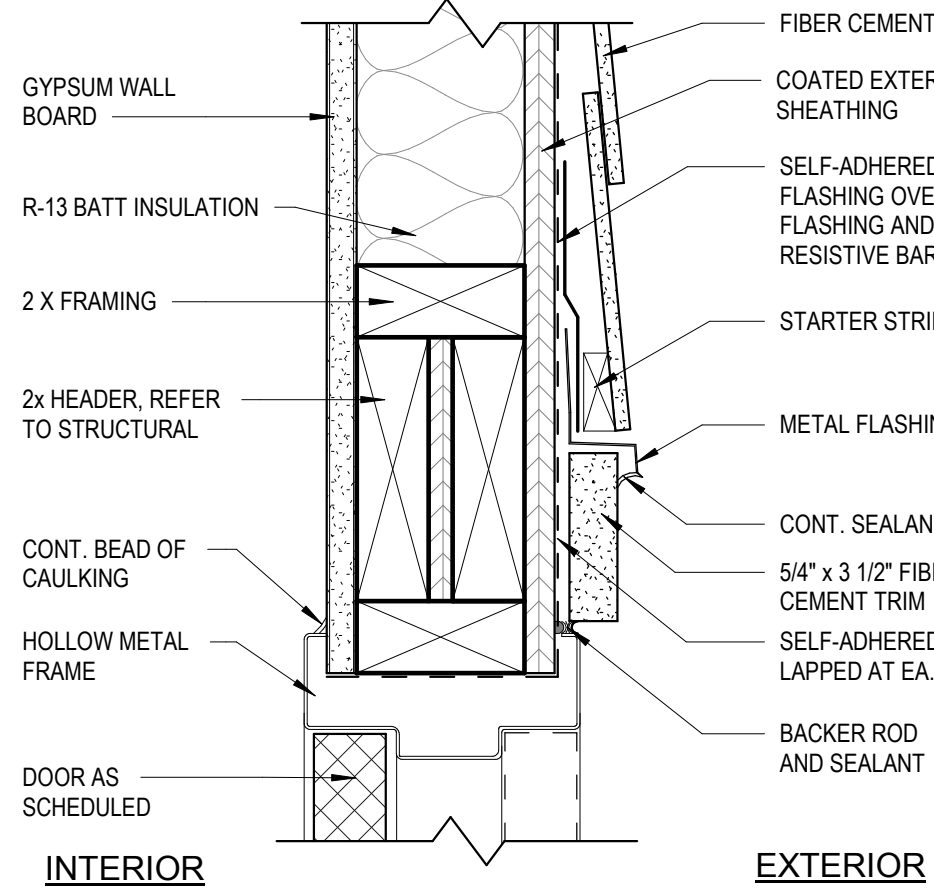 GYPSUM WALL
BOARD
R-13 BATT INSULATION
2 X FRAMING
2x HEADER, REFER
TO STRUCTURAL
CONT. BEAD OF
CAULKING
HOLLOW METAL
FRAME
DOOR AS
SCHEDULED
INTERIOR
FIBER CEMENT
COATED EXTER
SHEATHING
SELF-ADHERED
FLASHING OVE
FLASHING AND
RESISTIVE BAR
STARTER STRI
METAL FLASHIN
CONT. SEALAN
5/4" x 3 1/2" FIB
CEMENT TRIM
SELF-ADHERED
LAPPED AT EA.
BACKER ROD
AND SEALANT
EXTERIOR